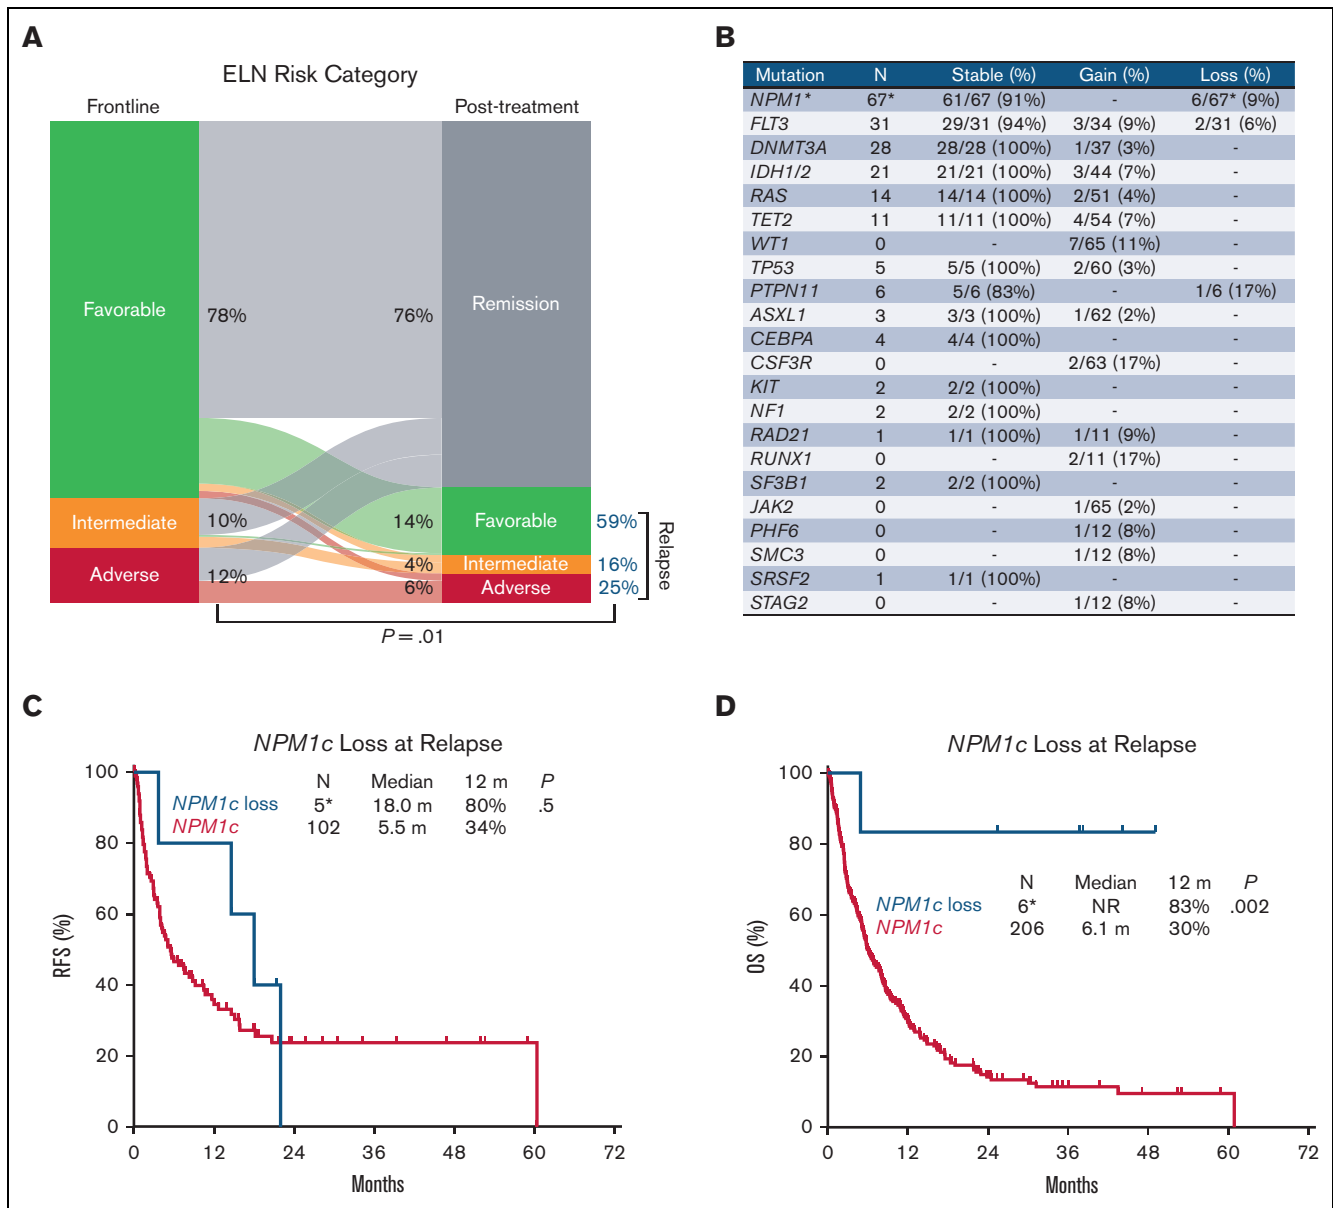 A
ELN Risk Category
Frontline Post-treatment
Favorable
78%
76%
Remission
Intermediate
10%
14%
Favorable
59%
Adverse
12%
4%
Intermediate
16%
6%
Adverse
25%
Relapse
P = .01
B
Mutation N Stable (%) Gain (%) Loss (%)
NPM1* 67* 61/67 (91%) - 6/67* (9%)
FLT3 31 29/31 (94%) 3/34 (9%) 2/31 (6%)
DNMT3A 28 28/28 (100%) 1/37 (3%) -
IDH1/2 21 21/21 (100%) 3/44 (7%) -
RAS 14 14/14 (100%) 2/51 (4%) -
TET2 11 11/11 (100%) 4/54 (7%) -
WT1 0 - 7/65 (11%) -
TP53 5 5/5 (100%) 2/60 (3%) -
PTPN11 6 5/6 (83%) - 1/6 (17%)
ASXL1 3 3/3 (100%) 1/62 (2%) -
CEBPA 4 4/4 (100%) - -
CSF3R 0 - 2/63 (17%) -
KIT 2 2/2 (100%) - -
NF1 2 2/2 (100%) - -
RAD21 1 1/1 (100%) 1/11 (9%) -
RUNX1 0 - 2/11 (17%) -
SF3B1 2 2/2 (100%) - -
JAK2 0 - 1/65 (2%) -
PHF6 0 - 1/12 (8%) -
SMC3 0 - 1/12 (8%) -
SRSF2 1 1/1 (100%) - -
STAG2 0 - 1/12 (8%) -
C
NPM1c Loss at Relapse
N Median 12 m P
NPM1c loss 5* 18.0 m 80% .5
NPM1c 102 5.5 m 34%
RFS (%)
100
80
60
40
20
0
0 12 24 36 48 60 72
Months
D
NPM1c Loss at Relapse
N Median 12 m P
NPM1c loss 6* NR 83% .002
NPM1c 206 6.1 m 30%
OS (%)
100
80
60
40
20
0
0 12 24 36 48 60 72
Months